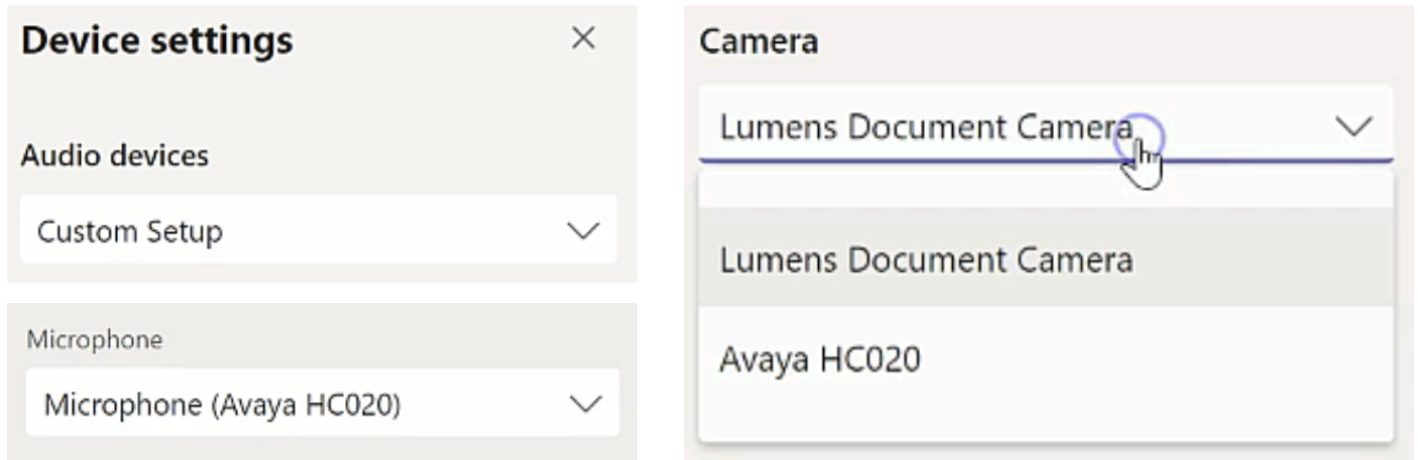 Device settings
Audio devices
Custom Setup
Microphone
Microphone (Avaya HC020)
Camera
Lumens Document Camera
Lumens Document Camera
Avaya HC020